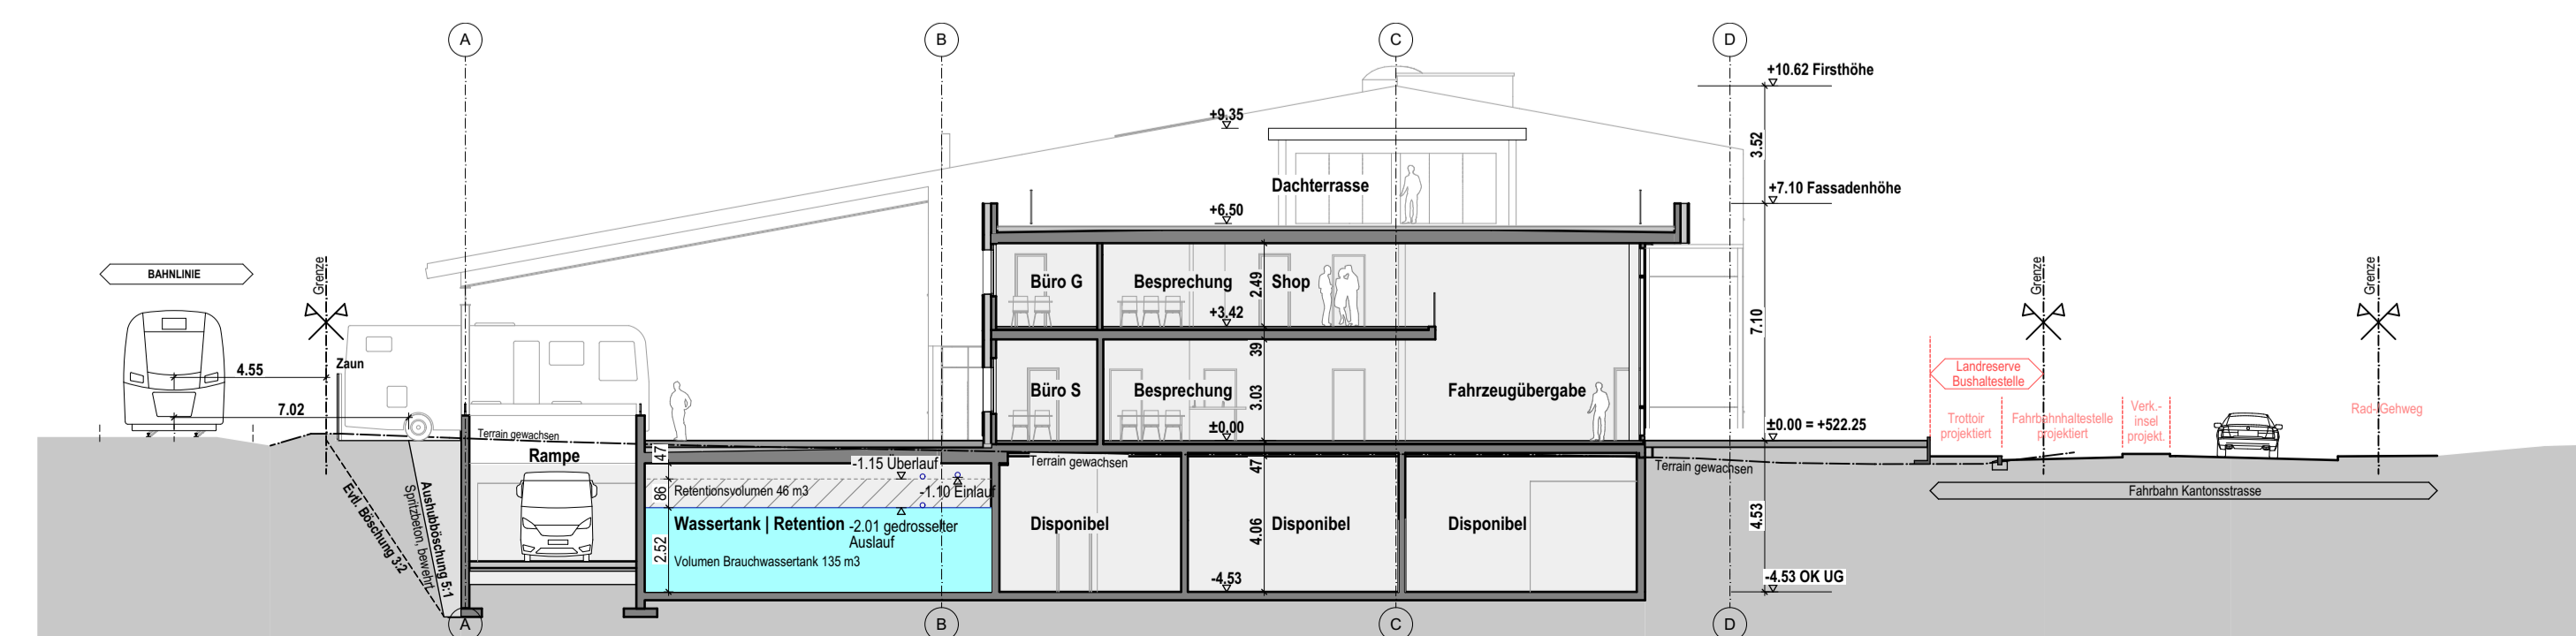 A
B
C
D
+10.62 Firsthöhe
+9.35
3.52
Dachterrasse
+7.10 Fassadenhöhe
+6.50
BAHNLINIE
Grenze
Grenze
Grenze
Büro G
Besprechung
2.49
Shop
+3.42
7.10
Zaun
4.55
39
Landreserve
Bushaltestelle
Büro S
Besprechung
3.03
Fahrzeugübergabe
7.02
Trottoir
projektiert
Fahrbahnhaltestelle
projektiert
Verk.-
insel
projekt.
Rad-/Gehweg
±0.00
±0.00 = +522.25
Terrain gewachsen
Rampe
47
-1.15 Überlauf
Terrain gewachsen
47
Terrain gewachsen
86
Retentionsvolumen 46 m3
-1.10 Einlauf
Fahrbahn Kantonsstrasse
Evtl. Böschung 3:2
Aushubböschung 5:1
Spritzbeton, bewehrt
Wassertank | Retention
-2.01 gedrosselter
Auslauf
Disponibel
Disponibel
Disponibel
4.06
4.53
2.52
Volumen Brauchwassertank 135 m3
-4.53
-4.53 OK UG
A
B
C
D